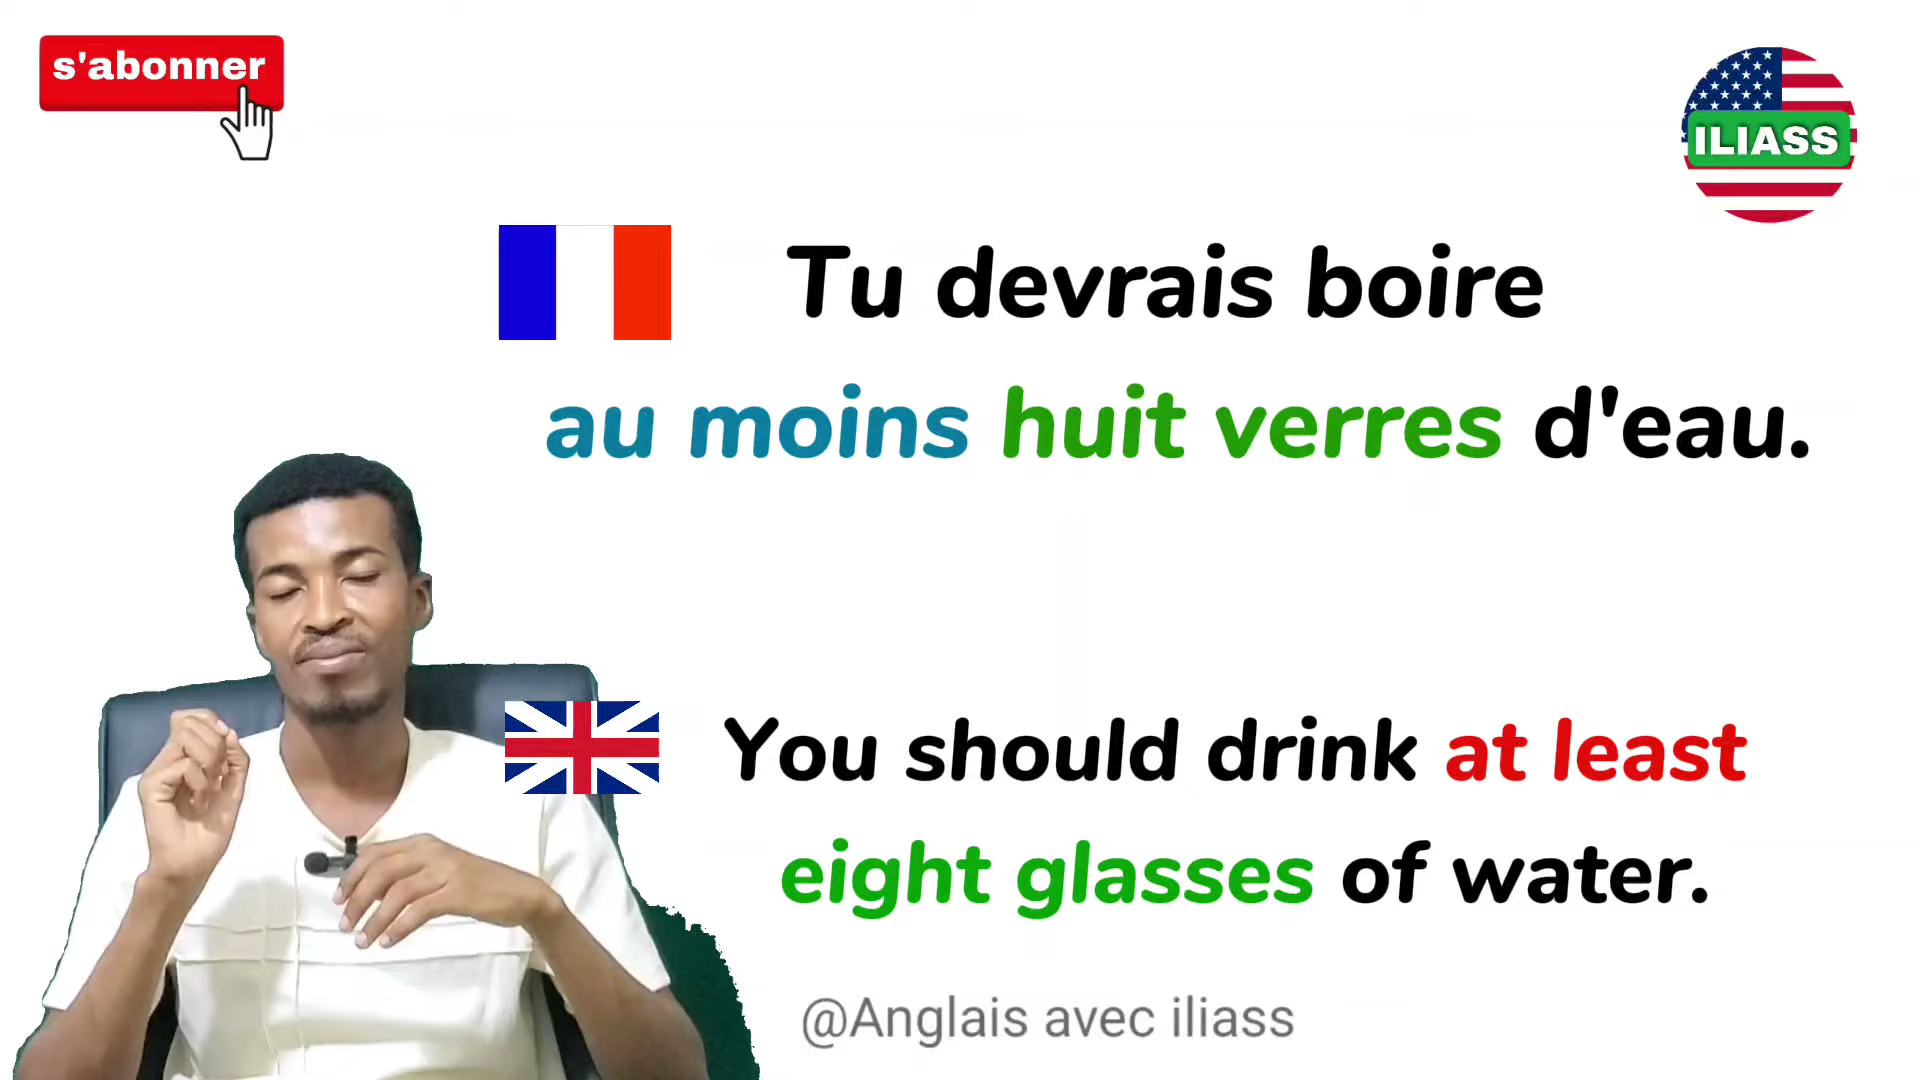 s'abonner
ILIASS
Tu devrais boire
au moins huit verres d'eau.
You should drink at least
eight glasses of water.
@Anglais avec iliass